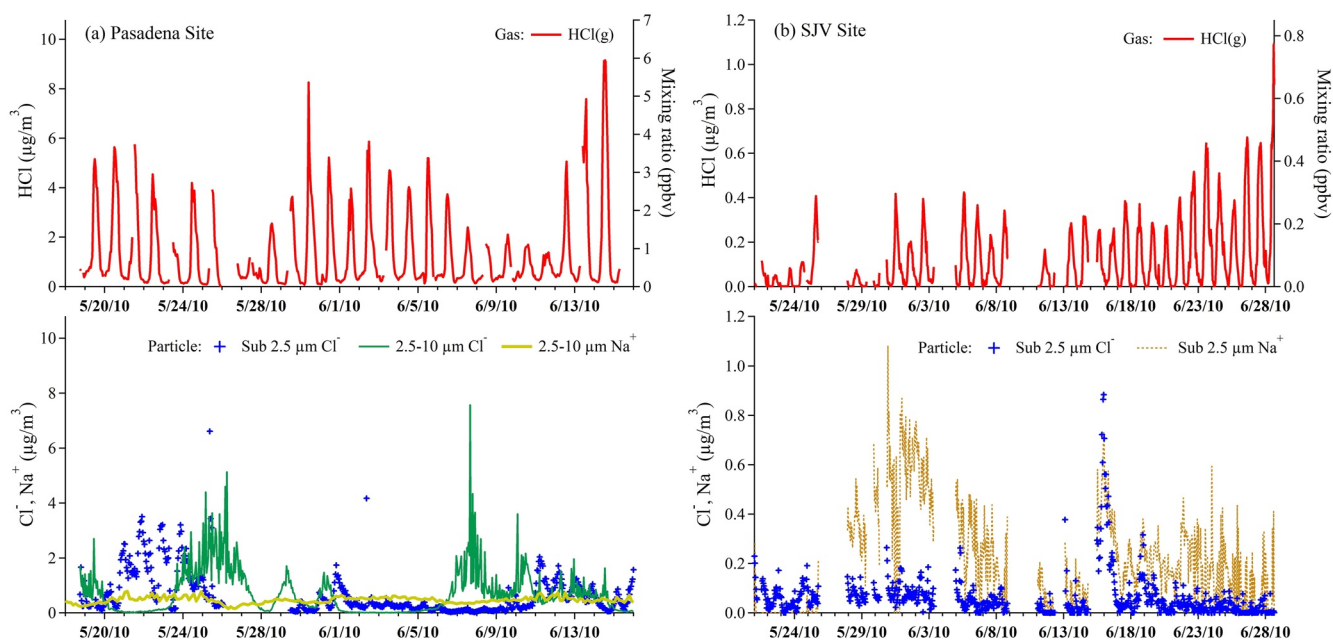 (a) Pasadena Site
Gas: HCl(g)
HCl (µg/m³)
10
8
6
4
2
0
Mixing ratio (ppbv)
7
6
5
4
3
2
1
0
5/20/10 5/24/10 5/28/10 6/1/10 6/5/10 6/9/10 6/13/10
(b) SJV Site
Gas: HCl(g)
HCl (µg/m³)
1.2
1.0
0.8
0.6
0.4
0.2
0.0
Mixing ratio (ppbv)
0.8
0.6
0.4
0.2
0.0
5/24/10 5/29/10 6/3/10 6/8/10 6/13/10 6/18/10 6/23/10 6/28/10
Particle: Sub 2.5 µm Cl⁻ 2.5-10 µm Cl⁻ 2.5-10 µm Na⁺
Cl⁻, Na⁺ (µg/m³)
10
8
6
4
2
0
5/20/10 5/24/10 5/28/10 6/1/10 6/5/10 6/9/10 6/13/10
Particle: Sub 2.5 µm Cl⁻ Sub 2.5 µm Na⁺
Cl⁻, Na⁺ (µg/m³)
1.2
1.0
0.8
0.6
0.4
0.2
0.0
5/24/10 5/29/10 6/3/10 6/8/10 6/13/10 6/18/10 6/23/10 6/28/10